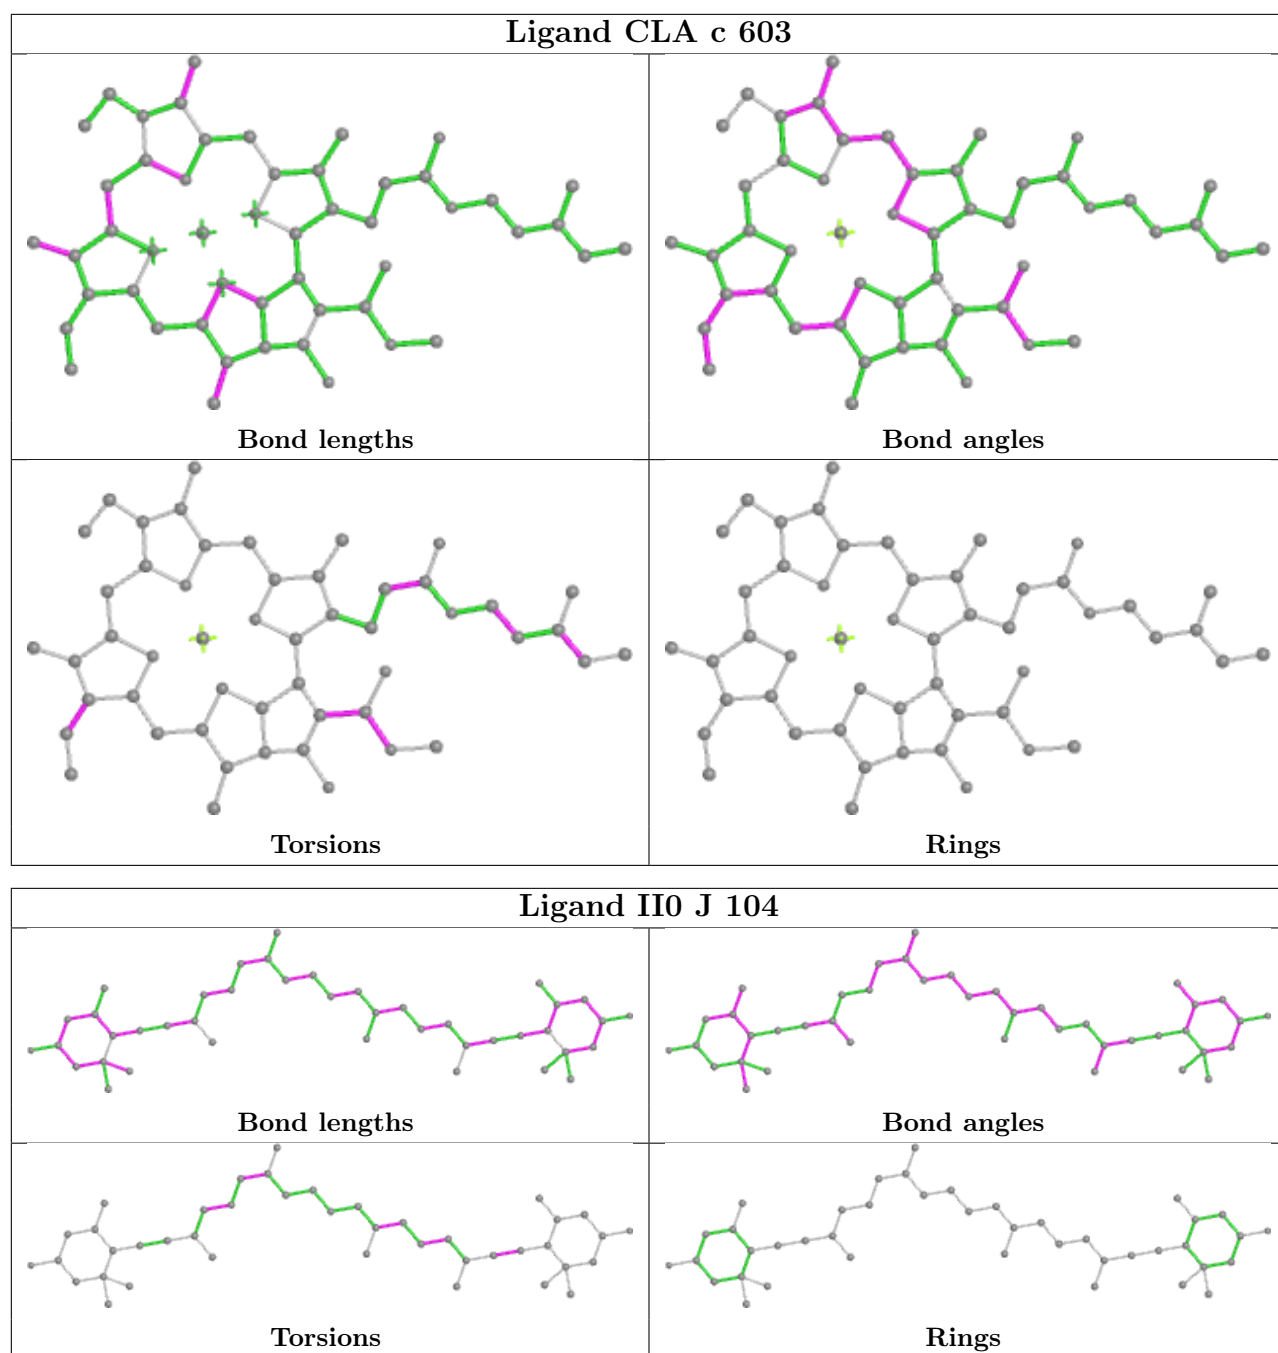 Ligand CLA c 603
Bond lengths
Bond angles
Torsions
Rings
Ligand II0 J 104
Bond lengths
Bond angles
Torsions
Rings